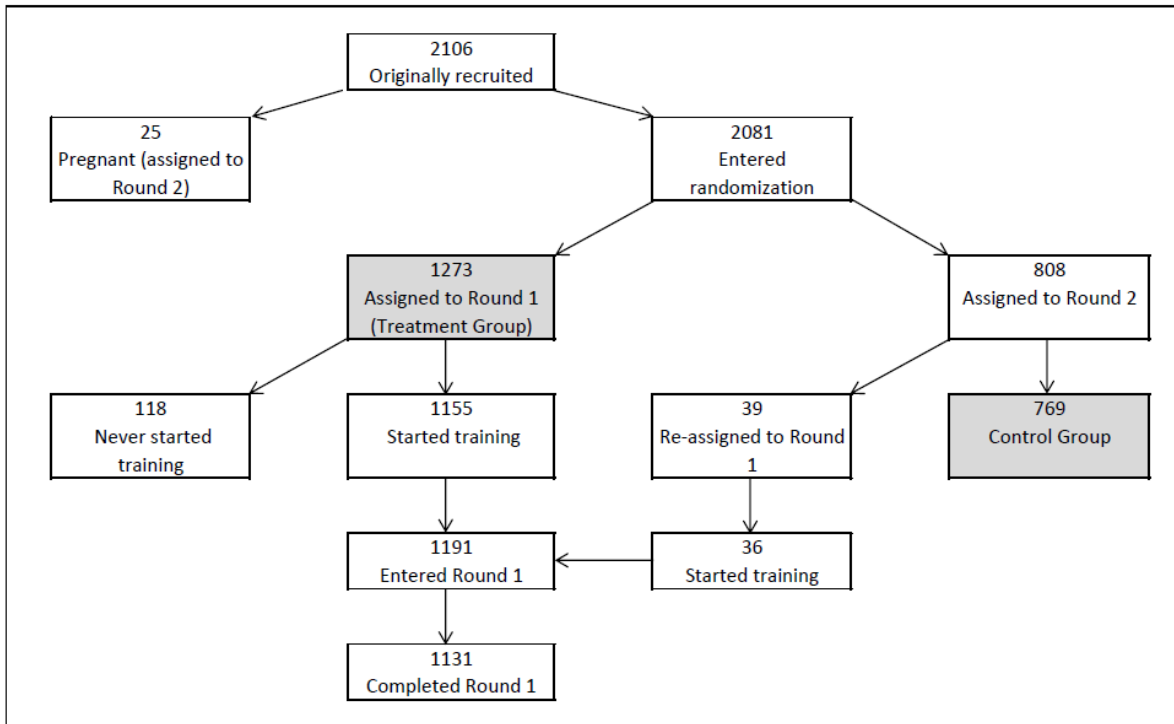 2106
Originally recruited
25
Pregnant (assigned to
Round 2)
2081
Entered
randomization
1273
Assigned to Round 1
(Treatment Group)
808
Assigned to Round 2
118
Never started
training
1155
Started training
39
Re-assigned to Round
1
769
Control Group
1191
Entered Round 1
36
Started training
1131
Completed Round 1